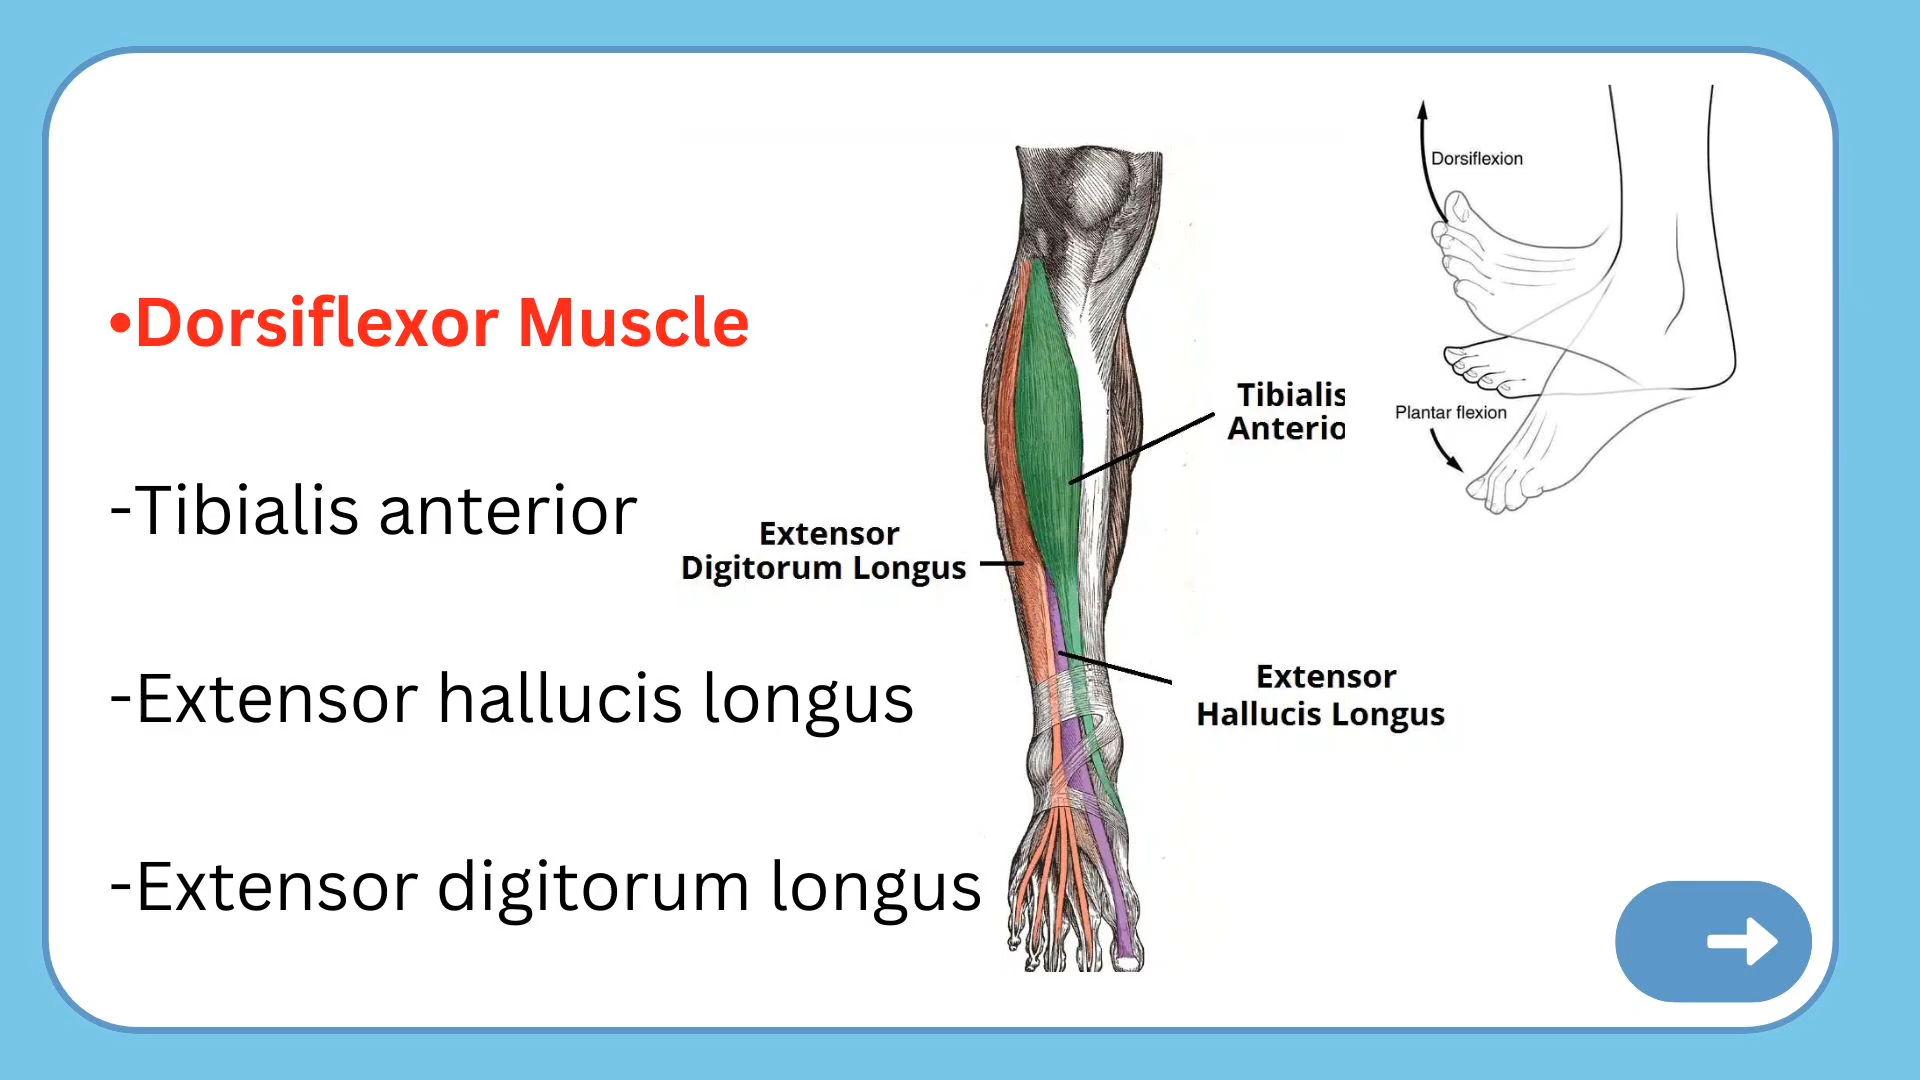 •Dorsiflexor Muscle
-Tibialis anterior
-Extensor hallucis longus
-Extensor digitorum longus
Extensor
Digitorum Longus
Tibialis
Anterio
Extensor
Hallucis Longus
Dorsiflexion
Plantar flexion